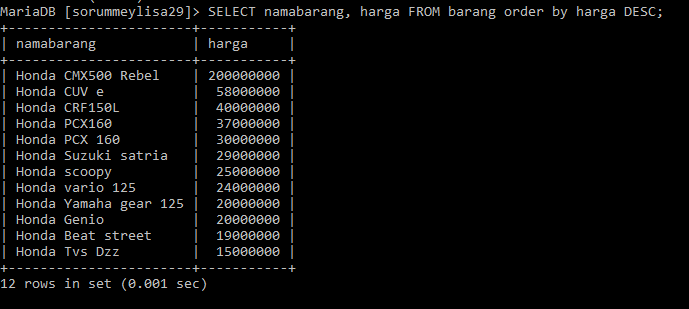 MariaDB [sorummeylisa29]> SELECT namabarang, harga FROM barang order by harga DESC;
+-----------------------+-----------+
| namabarang            | harga     |
+-----------------------+-----------+
| Honda CMX500 Rebel    | 200000000 |
| Honda CUV e           |  58000000 |
| Honda CRF150L         |  40000000 |
| Honda PCX160          |  37000000 |
| Honda PCX 160         |  30000000 |
| Honda Suzuki satria   |  29000000 |
| Honda scoopy          |  25000000 |
| Honda vario 125       |  24000000 |
| Honda Yamaha gear 125 |  20000000 |
| Honda Genio           |  20000000 |
| Honda Beat street     |  19000000 |
| Honda Tvs Dzz         |  15000000 |
+-----------------------+-----------+
12 rows in set (0.001 sec)